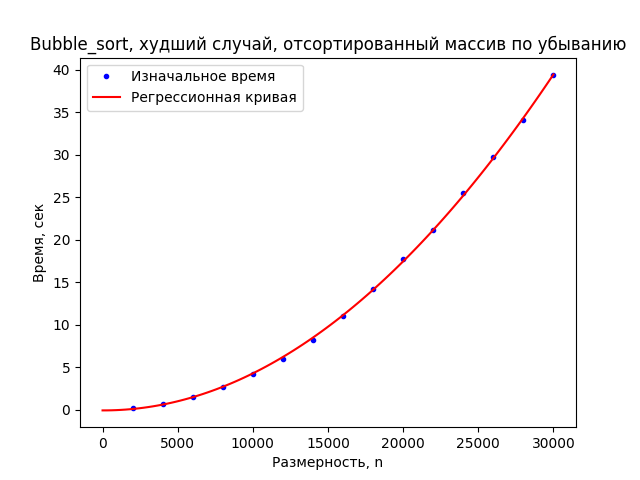 Bubble_sort, худший случай, отсортированный массив по убыванию
Изначальное время
Регрессионная кривая
40
35
30
25
20
15
10
5
0
Время, сек
0 5000 10000 15000 20000 25000 30000
Размерность, n